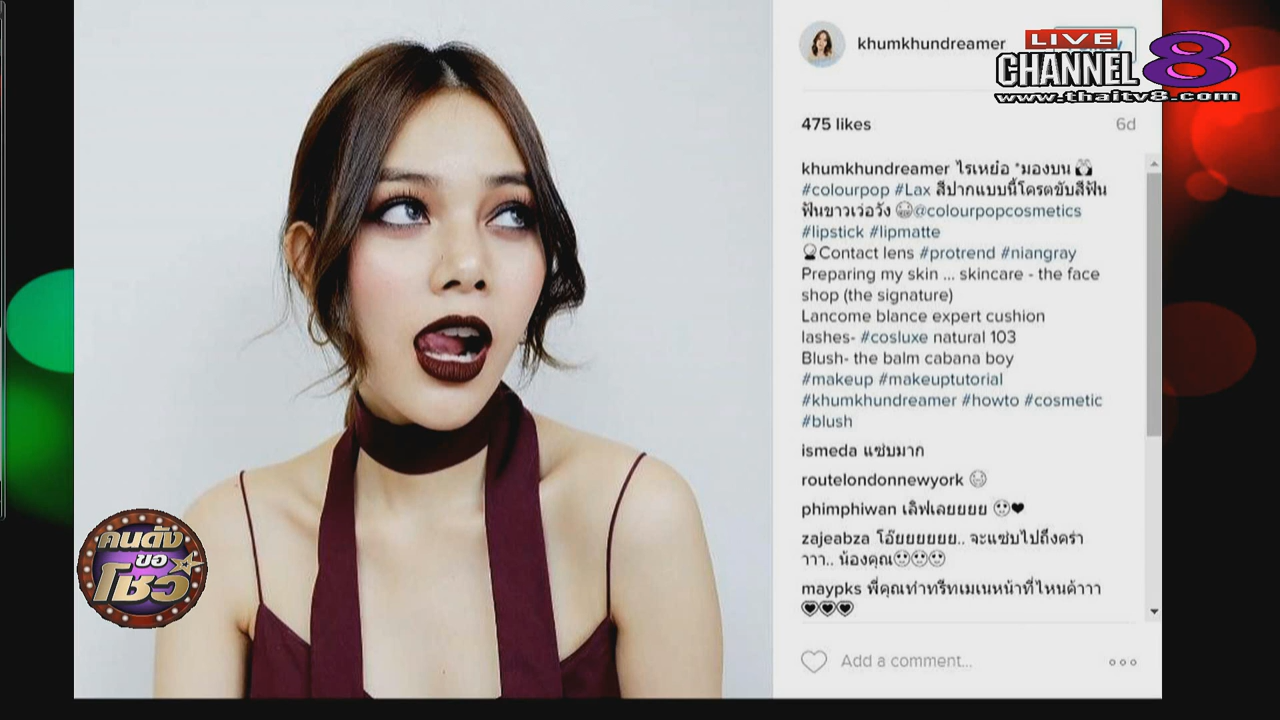 khumkhundreamer
LIVE
CHANNEL 8
www.thaitv8.com
475 likes
6d
khumkhundreamer ไรเหย๋อ *มองบน
#colourpop #Lax สีปากแบบนี้โครตขับสีฟัน
ฟันขาวเว่อวัง @colourpopcosmetics
#lipstick #lipmatte
Contact lens #protrend #niangray
Preparing my skin ... skincare - the face
shop (the signature)
Lancome blance expert cushion
lashes- #cosluxe natural 103
Blush- the balm cabana boy
#makeup #makeuptutorial
#khumkhundreamer #howto #cosmetic
#blush
ismeda แซ่บมาก
routelondonnewyork
phimphiwan เลิฟเลยยยย
zajeabza โอ๊ยยยยยยย.. จะแซ่บไปถึงคร่า
าาา.. น้องคุณ
maypks พี่คุณทำทรีทเมเนหน้าที่ไหนค้าาา
Add a comment...
คนดัง
ขอ
โชว์